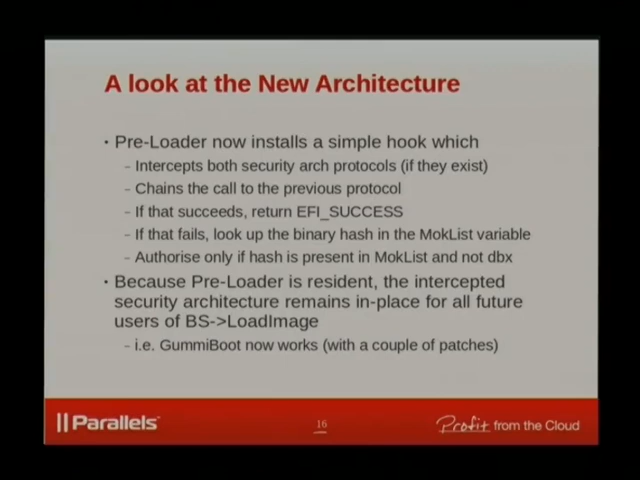 A look at the New Architecture
• Pre-Loader now installs a simple hook which
– Intercepts both security arch protocols (if they exist)
– Chains the call to the previous protocol
– If that succeeds, return EFI_SUCCESS
– If that fails, look up the binary hash in the MokList variable
– Authorise only if hash is present in MokList and not dbx
• Because Pre-Loader is resident, the intercepted
security architecture remains in-place for all future
users of BS->LoadImage
– i.e. GummiBoot now works (with a couple of patches)
|| Parallels™
16
Profit from the Cloud